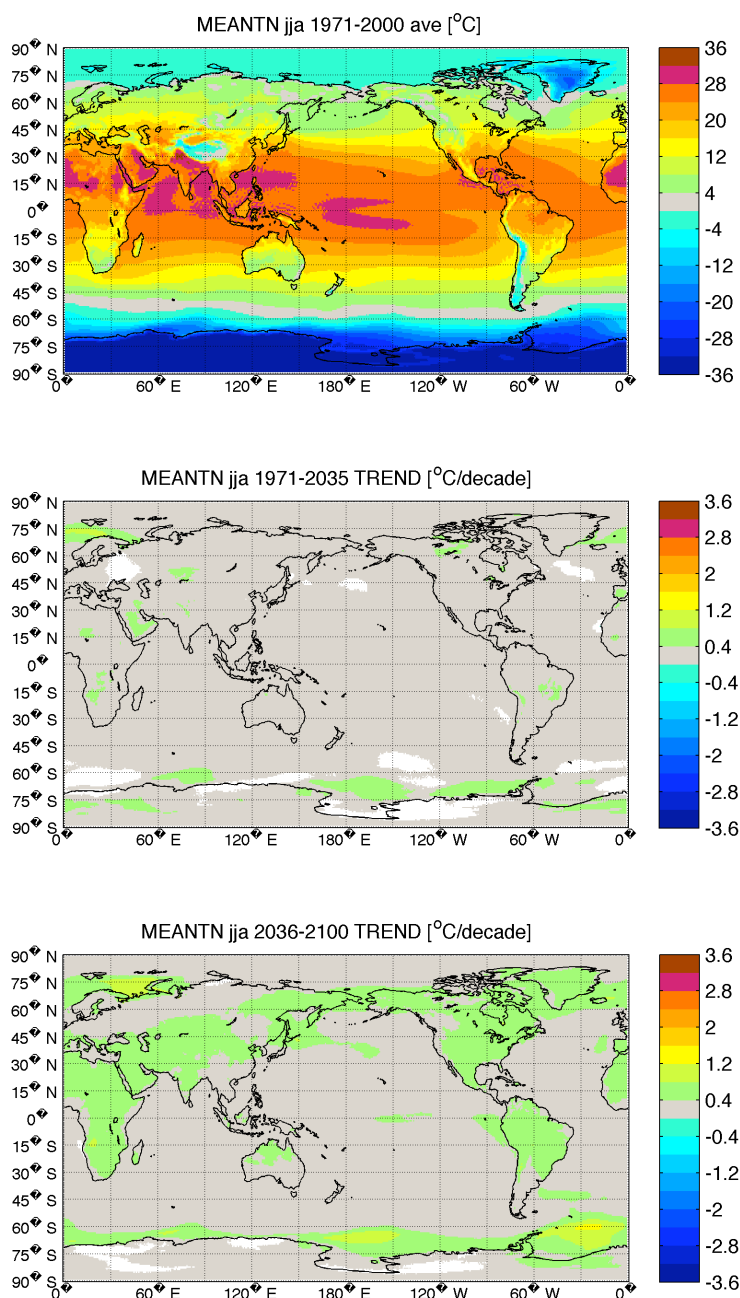 MEANTN jja 1971-2000 ave [°C]
90� N
75� N
60� N
45� N
30� N
15� N
0�
15� S
30� S
45� S
60� S
75� S
90� S
0� 60� E 120� E 180� E 120� W 60� W 0�
36
28
20
12
4
-4
-12
-20
-28
-36
MEANTN jja 1971-2035 TREND [°C/decade]
90� N
75� N
60� N
45� N
30� N
15� N
0�
15� S
30� S
45� S
60� S
75� S
90� S
0� 60� E 120� E 180� E 120� W 60� W 0�
3.6
2.8
2
1.2
0.4
-0.4
-1.2
-2
-2.8
-3.6
MEANTN jja 2036-2100 TREND [°C/decade]
90� N
75� N
60� N
45� N
30� N
15� N
0�
15� S
30� S
45� S
60� S
75� S
90� S
0� 60� E 120� E 180� E 120� W 60� W 0�
3.6
2.8
2
1.2
0.4
-0.4
-1.2
-2
-2.8
-3.6